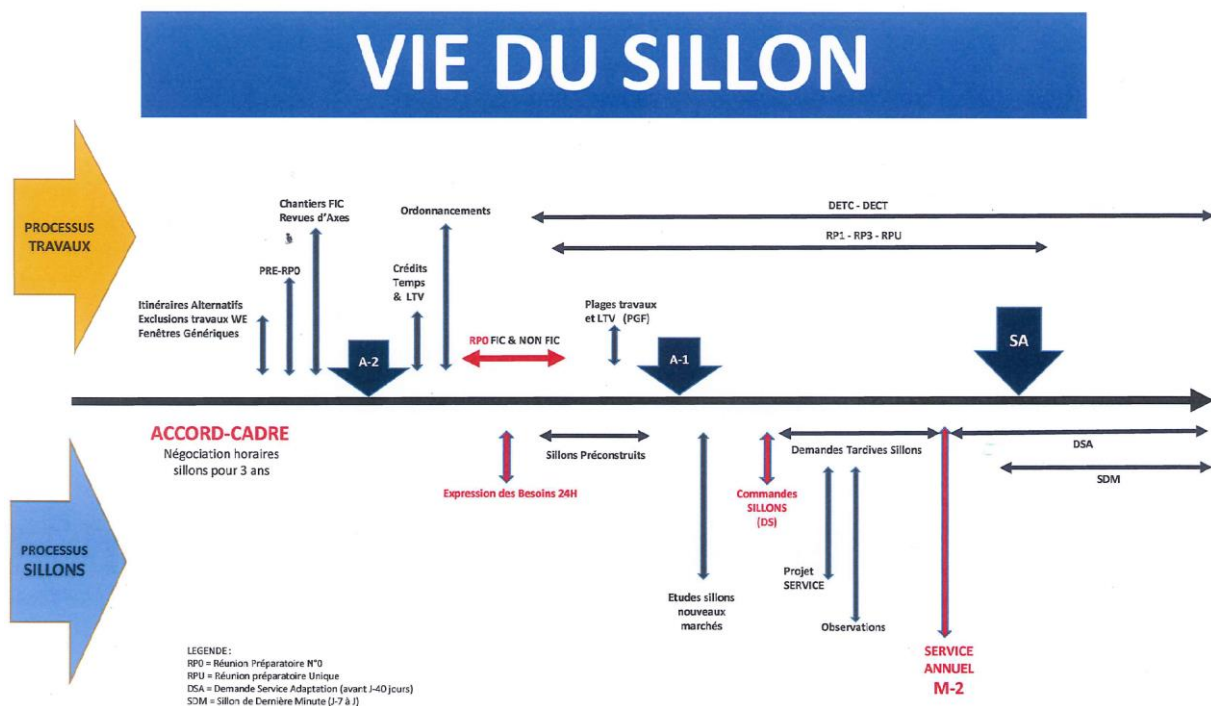 VIE DU SILLON
PROCESSUS
TRAVAUX
Itinéraires Alternatifs
Exclusions travaux WE
Fenêtres Génériques
PRE-RP0
Chantiers FIC
Revues d'Axes
Crédits
Temps
& LTV
Ordonnancements
RP0 FIC & NON FIC
Plages travaux
et LTV (PGF)
DETC - DECT
RP1 - RP3 - RPU
A-2
A-1
SA
PROCESSUS
SILLONS
ACCORD-CADRE
Négociation horaires
sillons pour 3 ans
Expression des Besoins 24H
Sillons Préconstruits
Etudes sillons
nouveaux
marchés
Commandes
SILLONS
(DS)
Demandes Tardives Sillons
Projet
SERVICE
Observations
SERVICE
ANNUEL
M-2
DSA
SDM
LEGENDE :
RP0 = Réunion Préparatoire N°0
RPU = Réunion préparatoire Unique
DSA = Demande Service Adaptation (avant J-40 jours)
SDM = Sillon de Dernière Minute (J-7 à J)